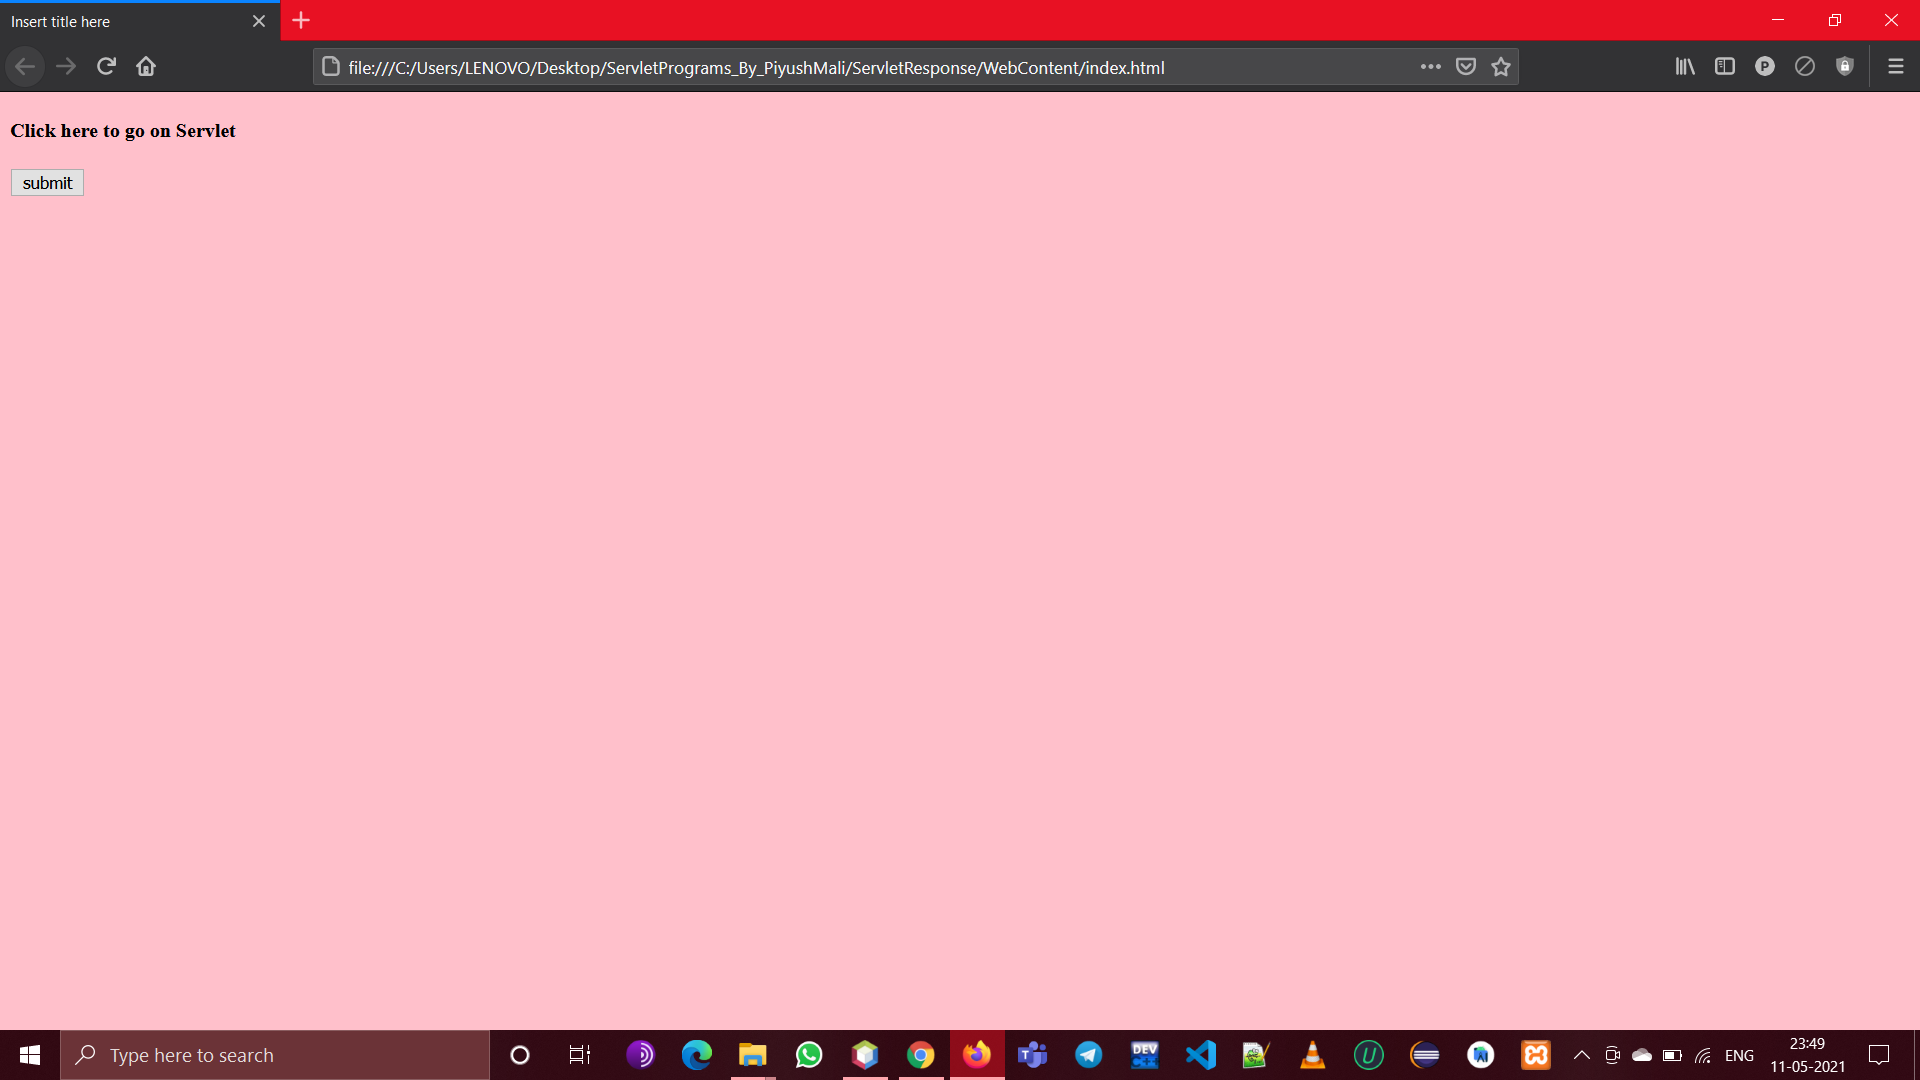 Insert title here
file:///C:/Users/LENOVO/Desktop/ServletPrograms_By_PiyushMali/ServletResponse/WebContent/index.html
P
Click here to go on Servlet
submit
Type here to search
T
DEV
U
ENG
23:49
11-05-2021